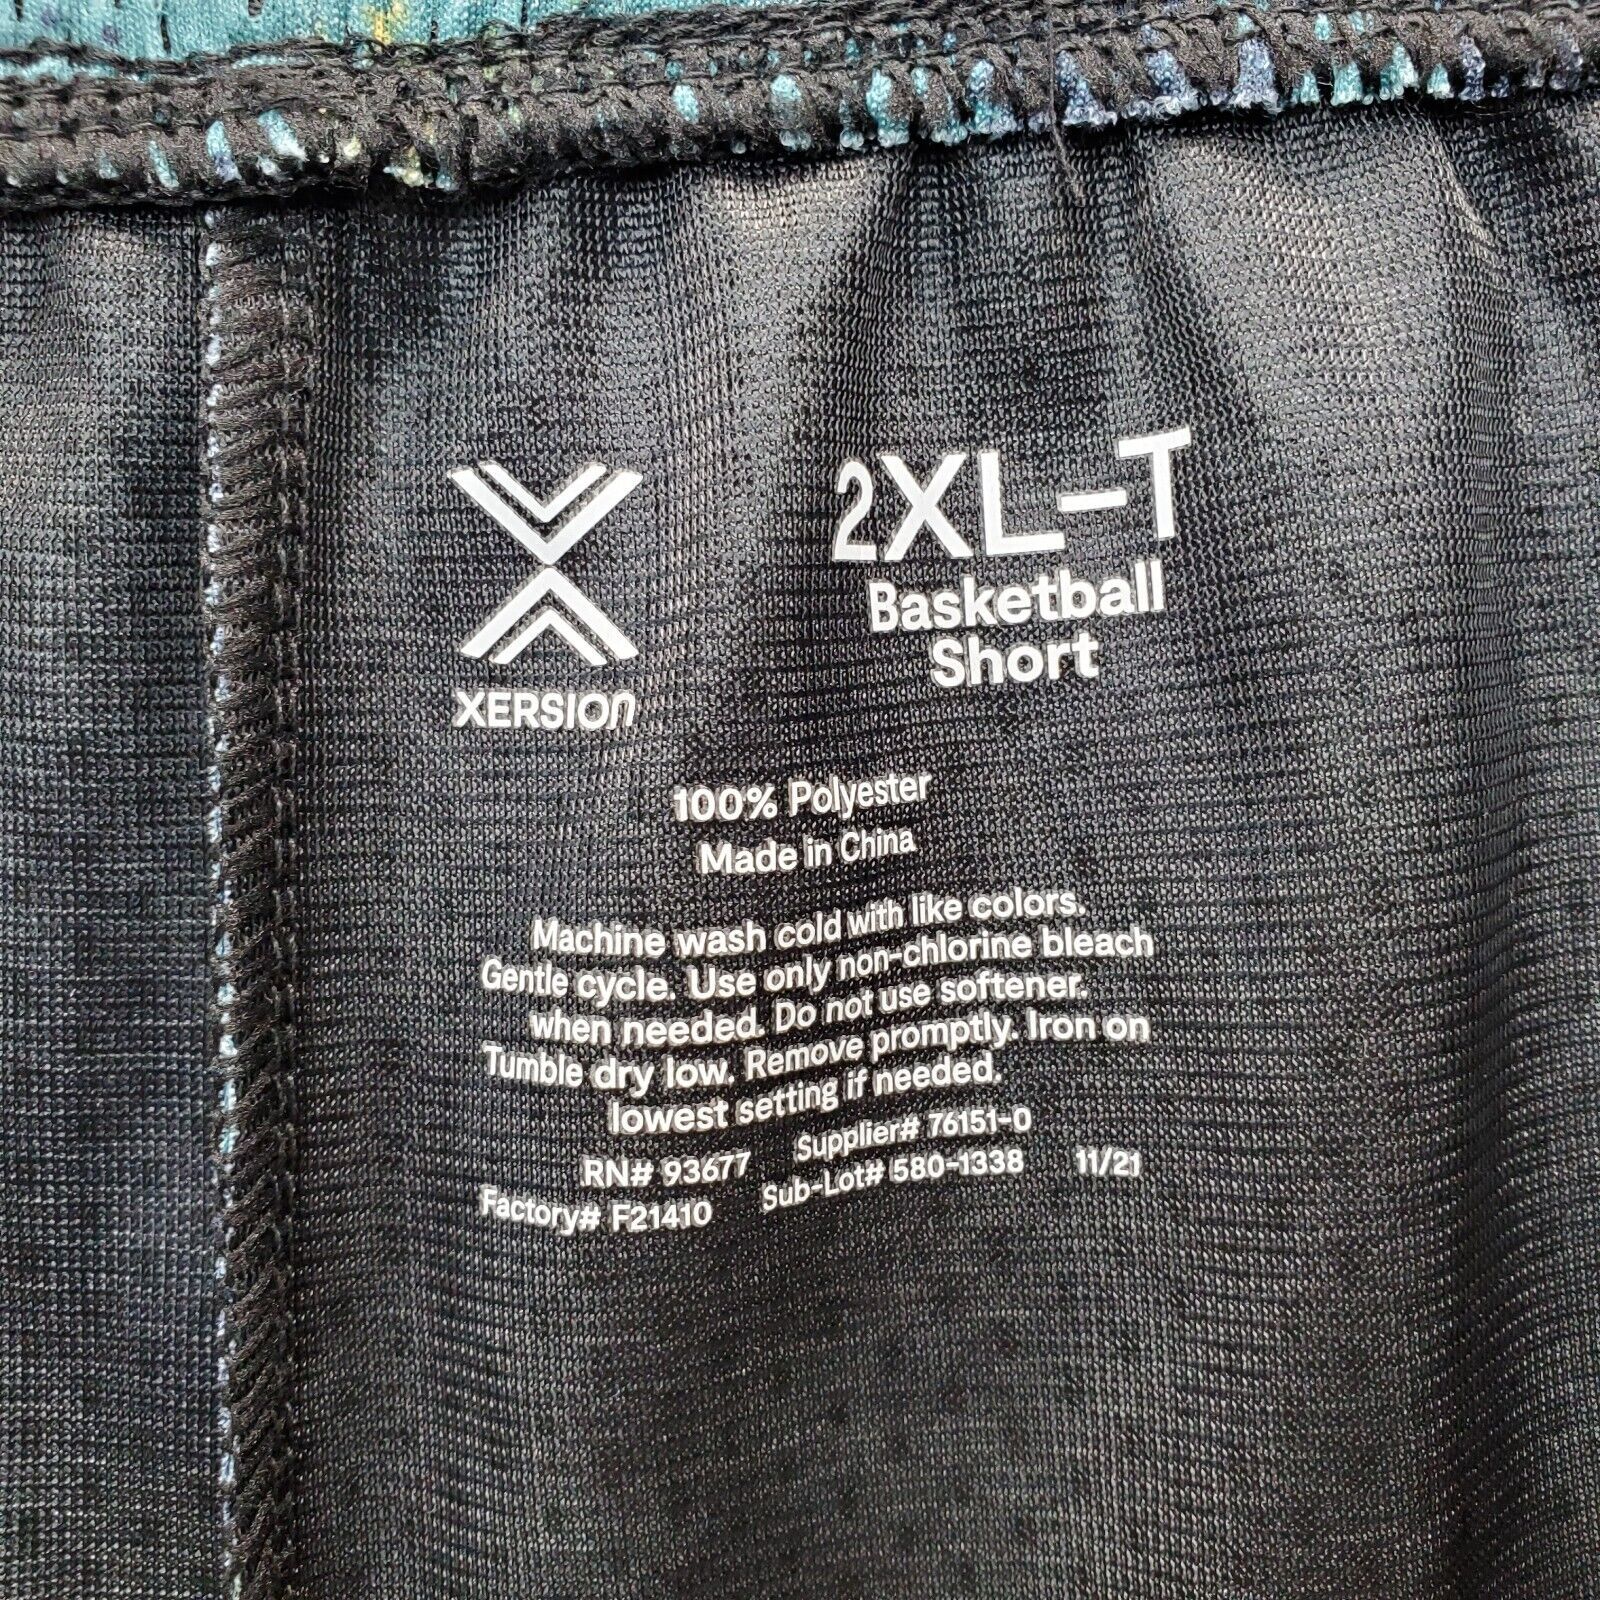 XERSION
2XL-T
Basketball
Short
100% Polyester
Made in China
Machine wash cold with like colors.
Gentle cycle. Use only non-chlorine bleach
when needed. Do not use softener.
Tumble dry low. Remove promptly. Iron on
lowest setting if needed.
RN# 93677 Supplier# 76151-0
Factory# F21410 Sub-Lot# 580-1338 11/21